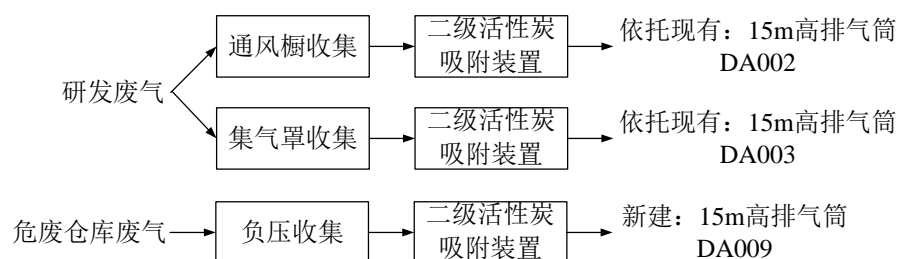 研发废气
通风橱收集
二级活性炭
吸附装置
依托现有：15m高排气筒
DA002
集气罩收集
二级活性炭
吸附装置
依托现有：15m高排气筒
DA003
危废仓库废气
负压收集
二级活性炭
吸附装置
新建：15m高排气筒
DA009